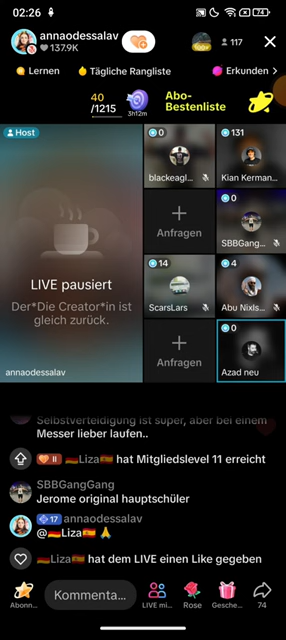 02:26
74
annaodessalav
137.9K
100+
117
Lernen
Tägliche Rangliste
Erkunden >
40
/1215
3h12m
Abo-
Bestenliste
Host
LIVE pausiert
Der*Die Creator*in ist
gleich zurück.
annaodessalav
0
blackeagl...
131
Kian Kerman...
+
Anfragen
0
SBBGang...
14
ScarsLars
4
Abu Nixls...
+
Anfragen
0
Azad neu
Selbstverteidigung ist super, aber bei einem
Messer lieber laufen..
11 🇩🇪Liza🇪🇸 hat Mitgliedslevel 11 erreicht
SBBGangGang
Jerome original hauptschüler
17 annaodessalav
@🇩🇪Liza🇪🇸 🙏
🇩🇪Liza🇪🇸 hat dem LIVE einen Like gegeben
Abonn...
Kommenta...
LIVE mi...
Rose
Gesche...
74